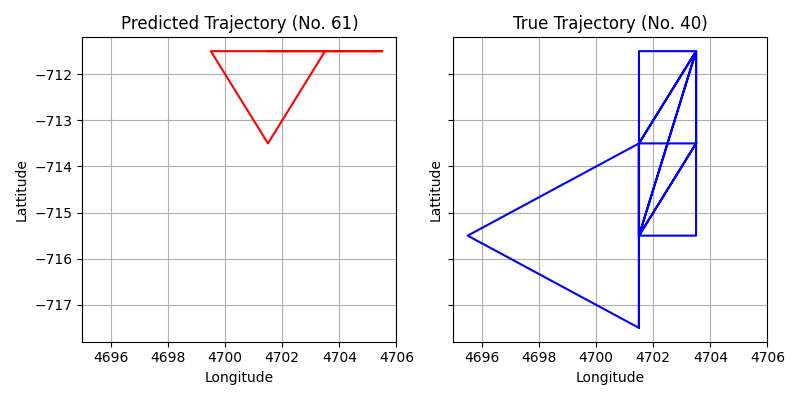 Predicted Trajectory (No. 61)
−712
−713
−714
−715
−716
−717
Lattitude
4696 4698 4700 4702 4704 4706
Longitude
True Trajectory (No. 40)
Lattitude
4696 4698 4700 4702 4704 4706
Longitude